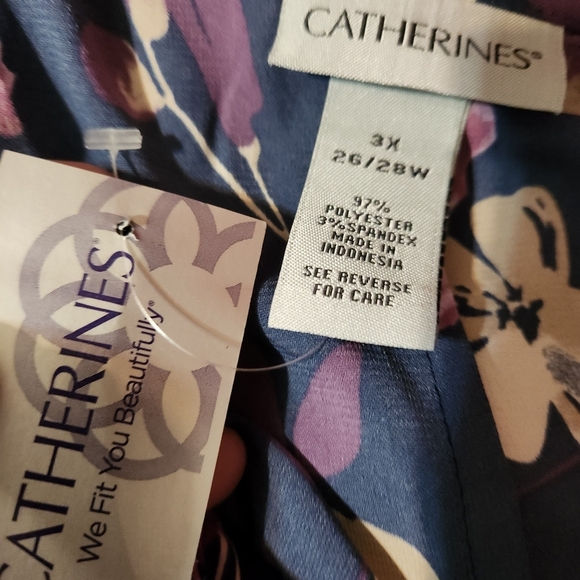 CATHERINES®
3X
26/28W
97%
POLYESTER
3%SPANDEX
MADE IN
INDONESIA
SEE REVERSE
FOR CARE
CATHERINES®
We Fit You Beautifully®